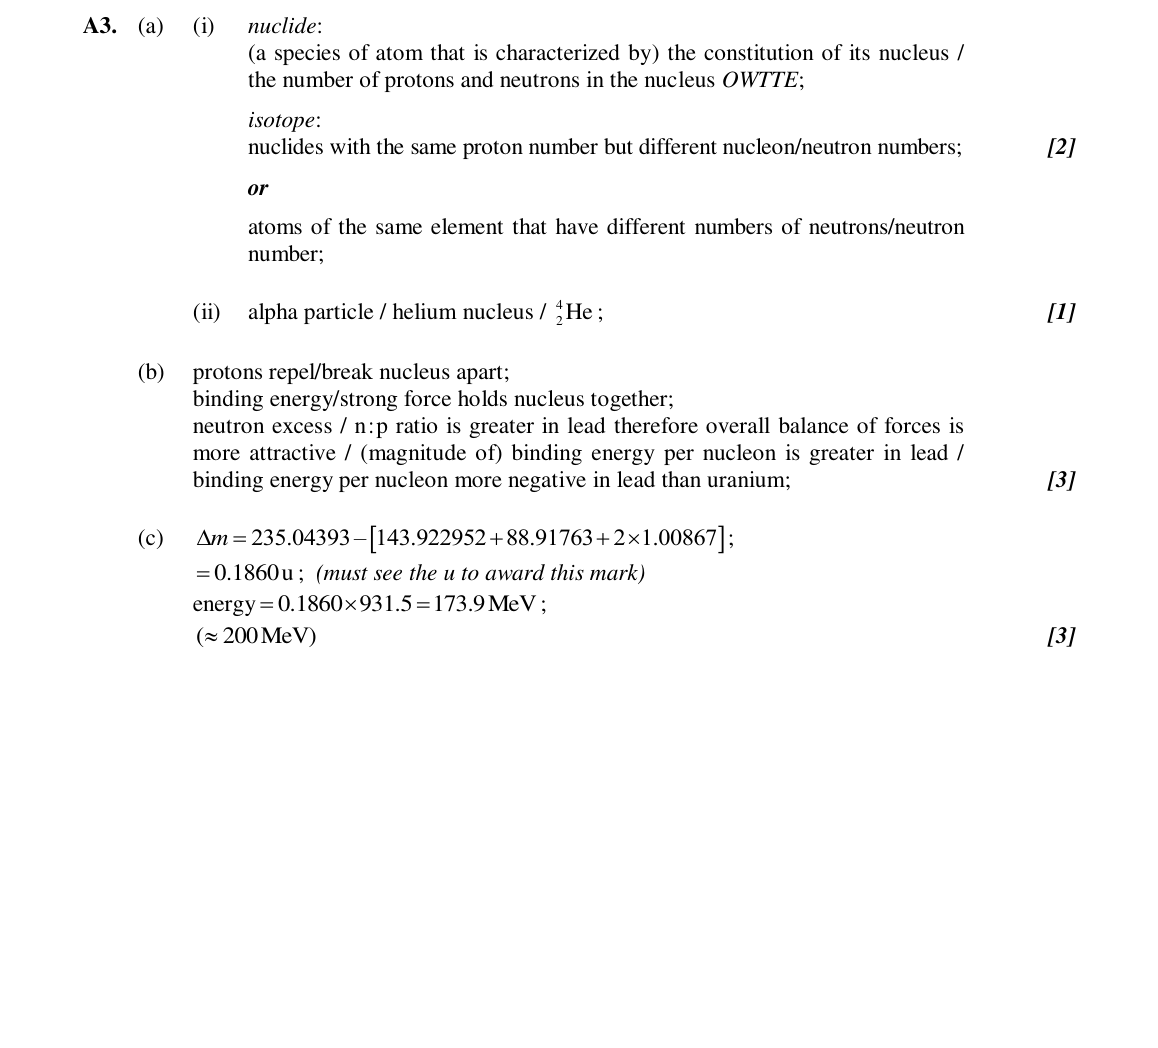 A3. (a) (i) nuclide:
(a species of atom that is characterized by) the constitution of its nucleus /
the number of protons and neutrons in the nucleus OWTTE;
isotope:
nuclides with the same proton number but different nucleon/neutron numbers; [2]
or
atoms of the same element that have different numbers of neutrons/neutron
number;
(ii) alpha particle / helium nucleus / ⁴₂He ; [1]
(b) protons repel/break nucleus apart;
binding energy/strong force holds nucleus together;
neutron excess / n:p ratio is greater in lead therefore overall balance of forces is
more attractive / (magnitude of) binding energy per nucleon is greater in lead /
binding energy per nucleon more negative in lead than uranium; [3]
(c) Δm = 235.04393 − [143.922952 + 88.91763 + 2 × 1.00867] ;
= 0.1860 u ; (must see the u to award this mark)
energy = 0.1860 × 931.5 = 173.9 MeV ;
(≈ 200 MeV) [3]